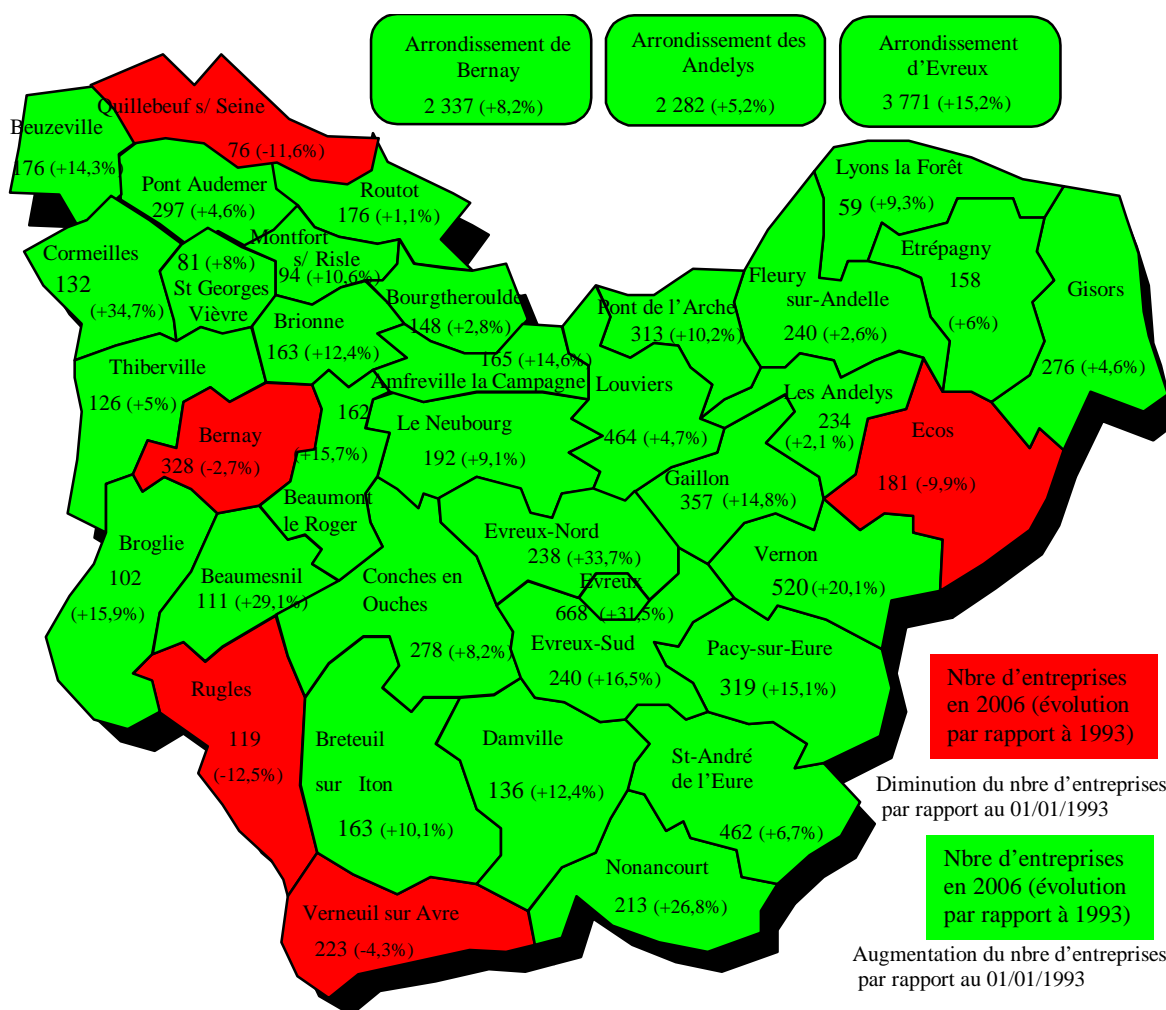 Arrondissement de
Bernay
2 337 (+8,2%)
Arrondissement des
Andelys
2 282 (+5,2%)
Arrondissement
d’Evreux
3 771 (+15,2%)
Quillebeuf s/ Seine
76 (-11,6%)
Beuzeville
176 (+14,3%)
Pont Audemer
297 (+4,6%)
Routot
176 (+1,1%)
Lyons la Forêt
59 (+9,3%)
Cormeilles
132
(+34,7%)
81 (+8%)
St Georges
Vièvre
Montfort
s/ Risle
94 (+10,6%)
Bourgtheroulde
148 (+2,8%)
Pont de l’Arche
313 (+10,2%)
Fleury
sur-Andelle
240 (+2,6%)
Etrépagny
158
(+6%)
Gisors
276 (+4,6%)
Brionne
163 (+12,4%)
165 (+14,6%)
Amfreville la Campagne
Thiberville
126 (+5%)
Louviers
464 (+4,7%)
Les Andelys
234
(+2,1 %)
Ecos
181 (-9,9%)
Bernay
328 (-2,7%)
162
(+15,7%)
Beaumont
le Roger
Le Neubourg
192 (+9,1%)
Gaillon
357 (+14,8%)
Broglie
102
(+15,9%)
Beaumesnil
111 (+29,1%)
Conches en
Ouches
278 (+8,2%)
Evreux-Nord
238 (+33,7%)
Evreux
668 (+31,5%)
Evreux-Sud
240 (+16,5%)
Vernon
520 (+20,1%)
Pacy-sur-Eure
319 (+15,1%)
Rugles
119
(-12,5%)
Breteuil
sur Iton
163 (+10,1%)
Damville
136 (+12,4%)
St-André
de l’Eure
462 (+6,7%)
Nonancourt
213 (+26,8%)
Verneuil sur Avre
223 (-4,3%)
Nbre d’entreprises
en 2006 (évolution
par rapport à 1993)
Diminution du nbre d’entreprises
par rapport au 01/01/1993
Nbre d’entreprises
en 2006 (évolution
par rapport à 1993)
Augmentation du nbre d’entreprises
par rapport au 01/01/1993